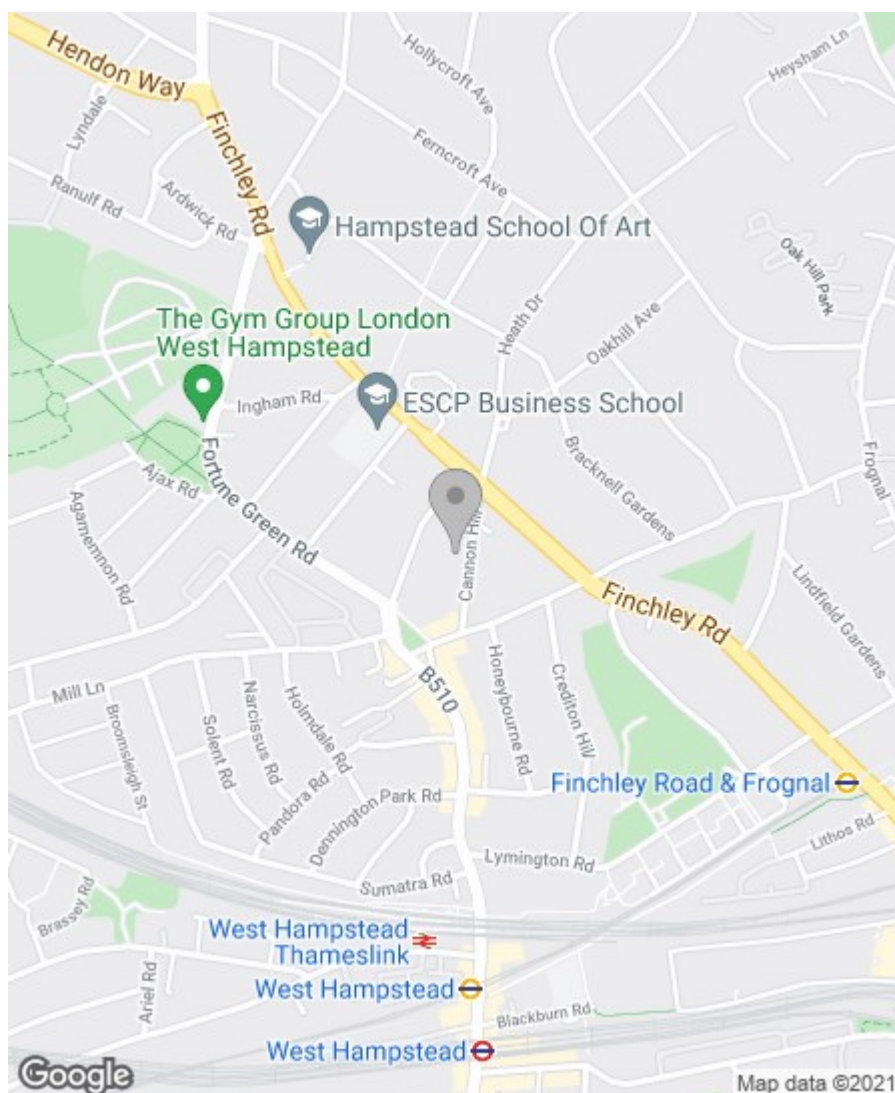 Hollycroft Ave
Heysham Ln
Hendon Way
Lyndale
Finchley Rd
Ferncroft Ave
Ranulf Rd
Ardwick Rd
Hampstead School Of Art
Oak Hill Park
Heath Dr
Oakhill Ave
The Gym Group London
West Hampstead
Ingham Rd
ESCP Business School
Bracknell Gardens
Frognal
Fortune Green Rd
Ajax Rd
Agamemnon Rd
Cannon Hill
Finchley Rd
Lindfield Gardens
Mill Ln
B510
Honeybourne Rd
Crediton Hill
Broomsleigh St
Solent Rd
Narcissus Rd
Holmdale Rd
Pandora Rd
Dennington Park Rd
Finchley Road & Frognal
Lithos Rd
Lymington Rd
Sumatra Rd
Brassey Rd
West Hampstead
Thameslink
Ariel Rd
West Hampstead
Blackburn Rd
West Hampstead
Google
Map data ©2021